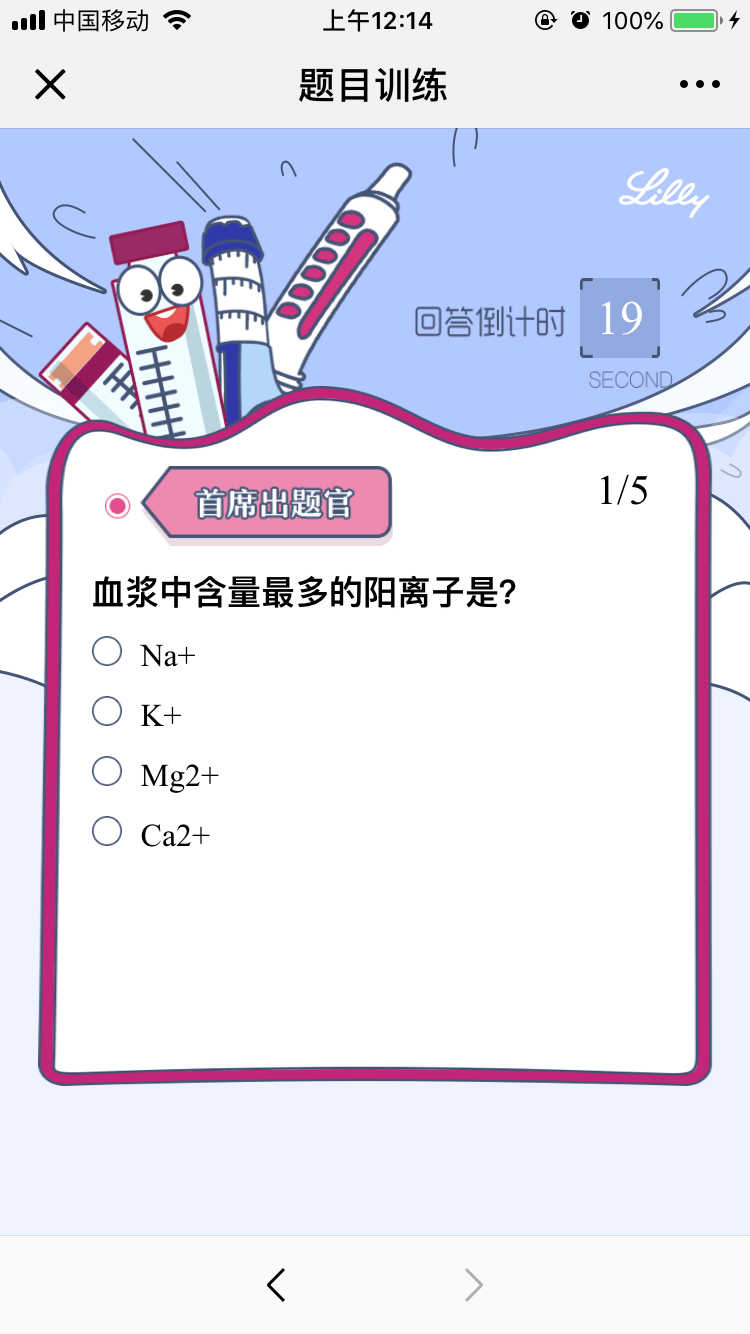 中国移动 上午12:14 100%
题目训练
Lilly
回答倒计时 19
SECOND
首席出题官 1/5
血浆中含量最多的阳离子是?
Na+
K+
Mg2+
Ca2+